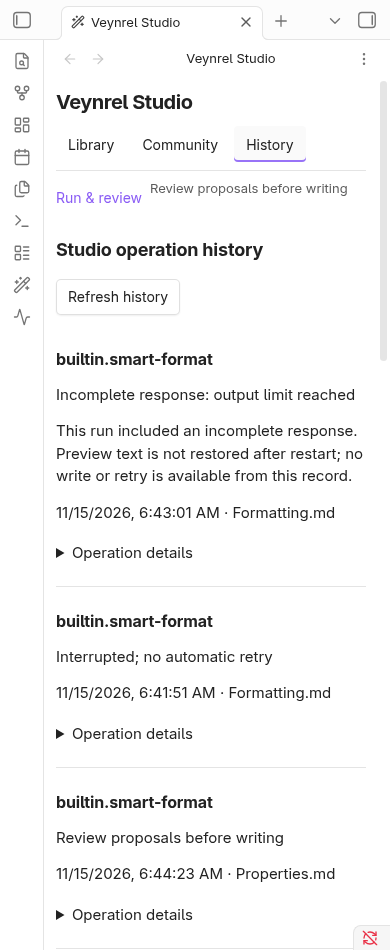 Veynrel Studio
Veynrel Studio
Veynrel Studio
Library
Community
History
Run & review
Review proposals before writing
Studio operation history
Refresh history
builtin.smart-format
Incomplete response: output limit reached
This run included an incomplete response.
Preview text is not restored after restart; no
write or retry is available from this record.
11/15/2026, 6:43:01 AM · Formatting.md
Operation details
builtin.smart-format
Interrupted; no automatic retry
11/15/2026, 6:41:51 AM · Formatting.md
Operation details
builtin.smart-format
Review proposals before writing
11/15/2026, 6:44:23 AM · Properties.md
Operation details